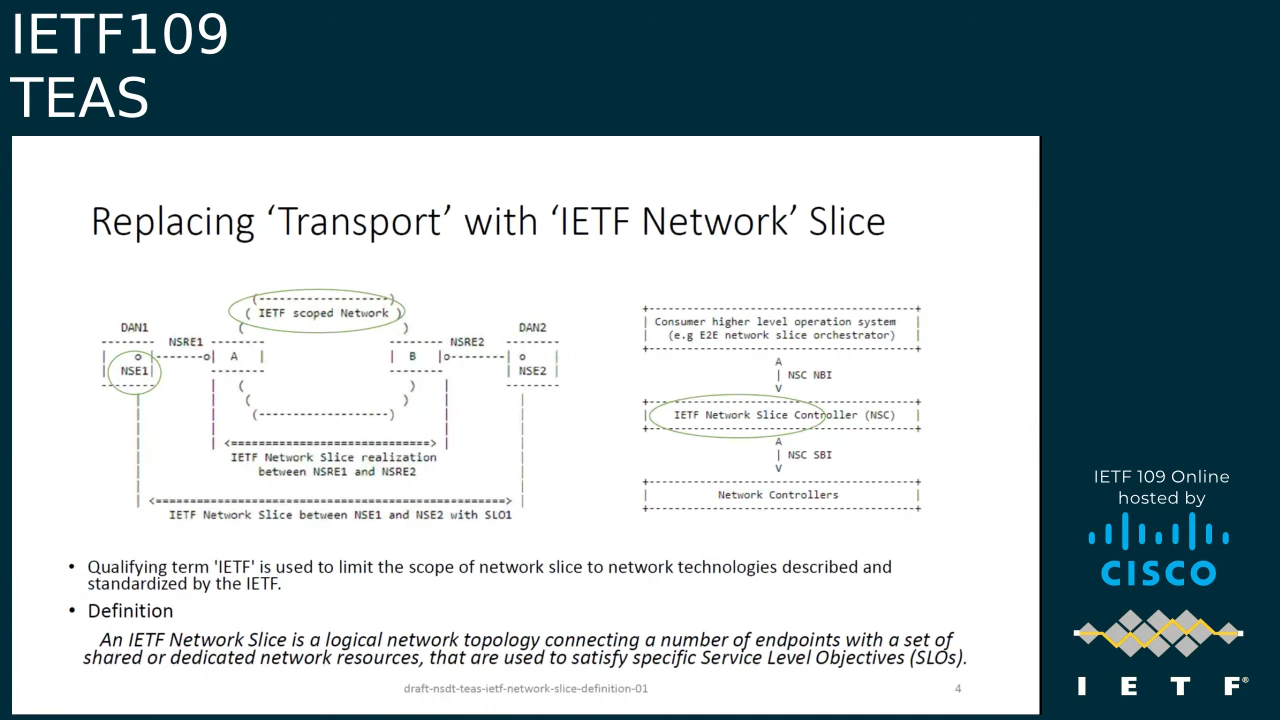 IETF109
TEAS
Replacing ‘Transport’ with ‘IETF Network’ Slice
(--------------------)
( IETF scoped Network )
DAN1 ( ) DAN2
-------- NSRE1 -------- -------- NSRE2 --------
| o|-------o| A | | B |o-------| o |
| NSE1| -------- -------- | NSE2 |
-------- | ( ) | --------
| | ( ) | |
| | (--------------------) | |
| | <==============================> | |
IETF Network Slice realization
between NSRE1 and NSRE2
| <====================================================> |
IETF Network Slice between NSE1 and NSE2 with SLO1
+---------------------------------------+
| Consumer higher level operation system |
| (e.g E2E network slice orchestrator) |
+---------------------------------------+
A
| NSC NBI
V
+---------------------------------------+
| IETF Network Slice Controller (NSC) |
+---------------------------------------+
A
| NSC SBI
V
+---------------------------------------+
| Network Controllers |
+---------------------------------------+
• Qualifying term 'IETF' is used to limit the scope of network slice to network technologies described and
standardized by the IETF.
• Definition
An IETF Network Slice is a logical network topology connecting a number of endpoints with a set of
shared or dedicated network resources, that are used to satisfy specific Service Level Objectives (SLOs).
draft-nsdt-teas-ietf-network-slice-definition-01
4
IETF 109 Online
hosted by
CISCO
I E T F®